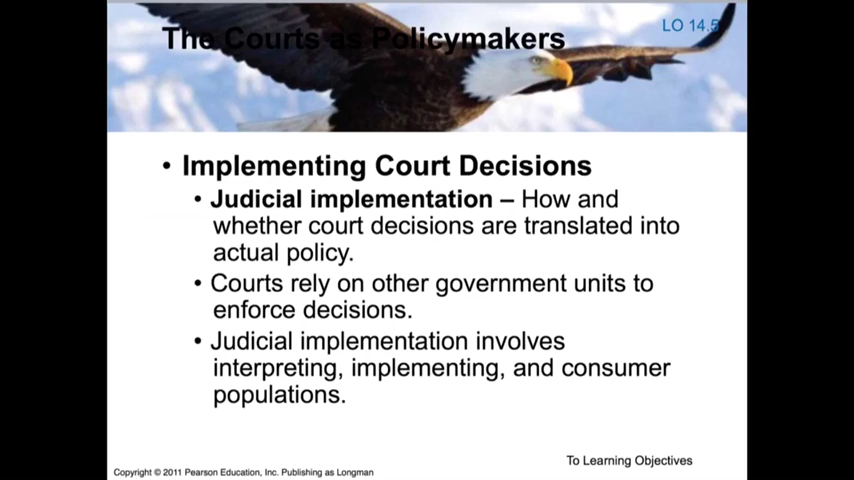 The Courts as Policymakers
LO 14.5
• Implementing Court Decisions
• Judicial implementation – How and
whether court decisions are translated into
actual policy.
• Courts rely on other government units to
enforce decisions.
• Judicial implementation involves
interpreting, implementing, and consumer
populations.
To Learning Objectives
Copyright © 2011 Pearson Education, Inc. Publishing as Longman